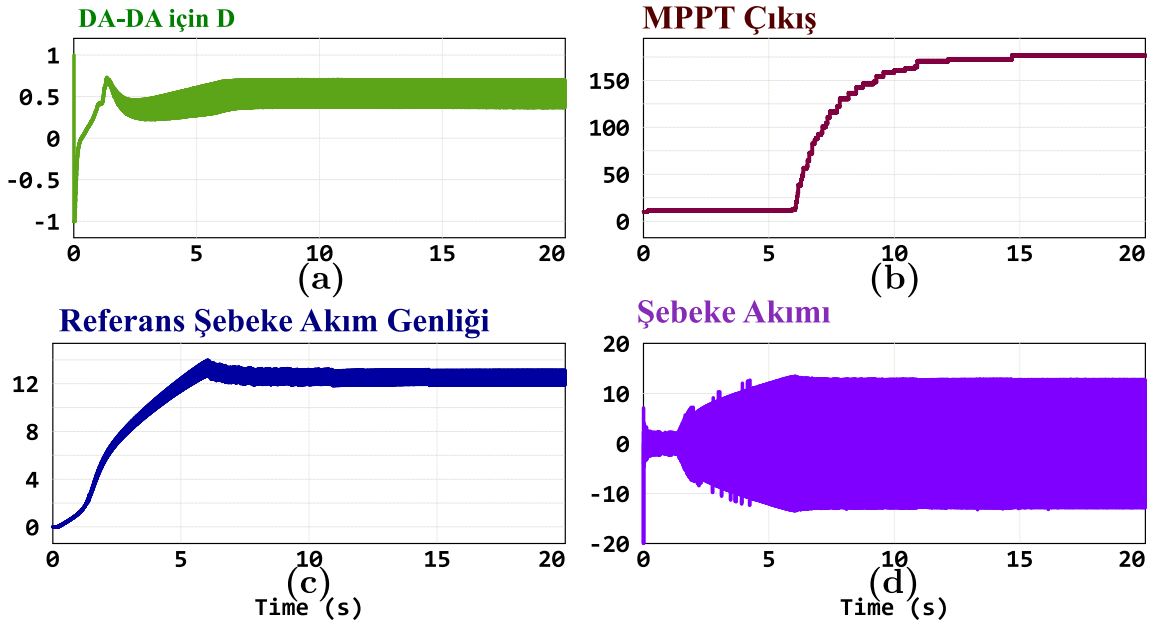 DA-DA için D
1
0.5
0
-0.5
-1
0 5 10 15 20
(a)
MPPT Çıkış
150
100
50
0
0 5 10 15 20
(b)
Referans Şebeke Akım Genliği
12
8
4
0
0 5 10 15 20
(c)
Time (s)
Şebeke Akımı
20
10
0
-10
-20
0 5 10 15 20
(d)
Time (s)